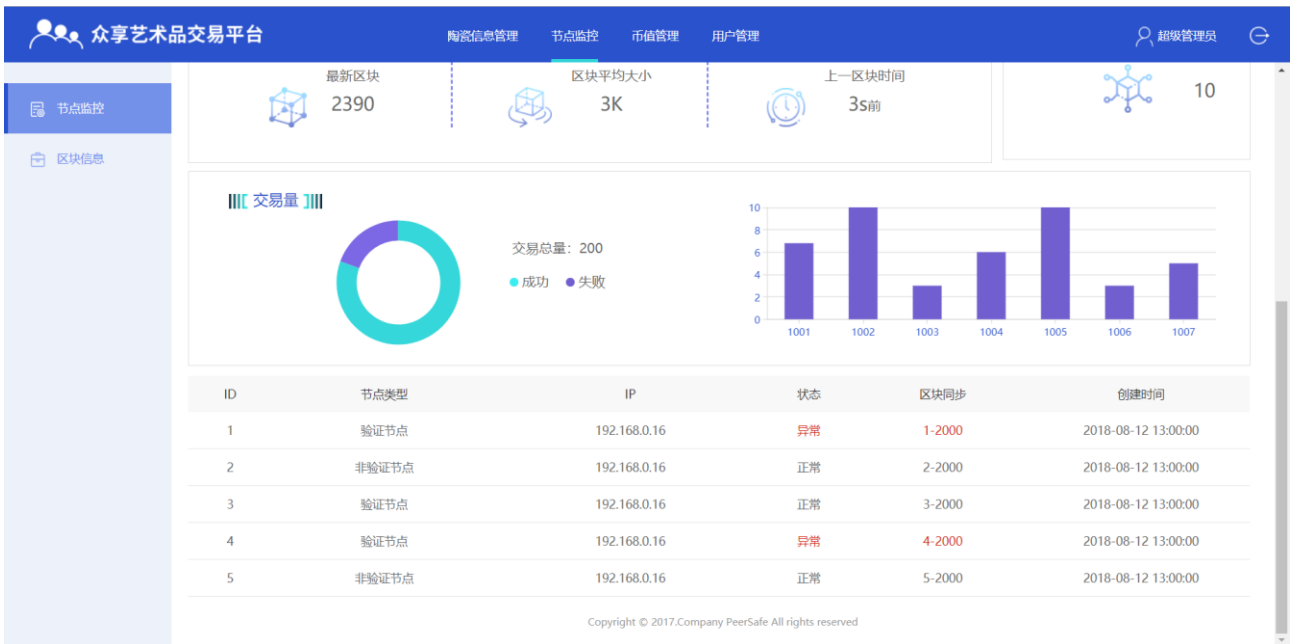 众享艺术品交易平台 陶瓷信息管理 节点监控 币值管理 用户管理 超级管理员
节点监控
区块信息
最新区块 区块平均大小 上一区块时间
2390 3K 3s前 10
交易量
交易总量：200
成功 失败
10
8
6
4
2
0
1001 1002 1003 1004 1005 1006 1007
ID 节点类型 IP 状态 区块同步 创建时间
1 验证节点 192.168.0.16 异常 1-2000 2018-08-12 13:00:00
2 非验证节点 192.168.0.16 正常 2-2000 2018-08-12 13:00:00
3 验证节点 192.168.0.16 正常 3-2000 2018-08-12 13:00:00
4 验证节点 192.168.0.16 异常 4-2000 2018-08-12 13:00:00
5 非验证节点 192.168.0.16 正常 5-2000 2018-08-12 13:00:00
Copyright © 2017.Company PeerSafe All rights reserved